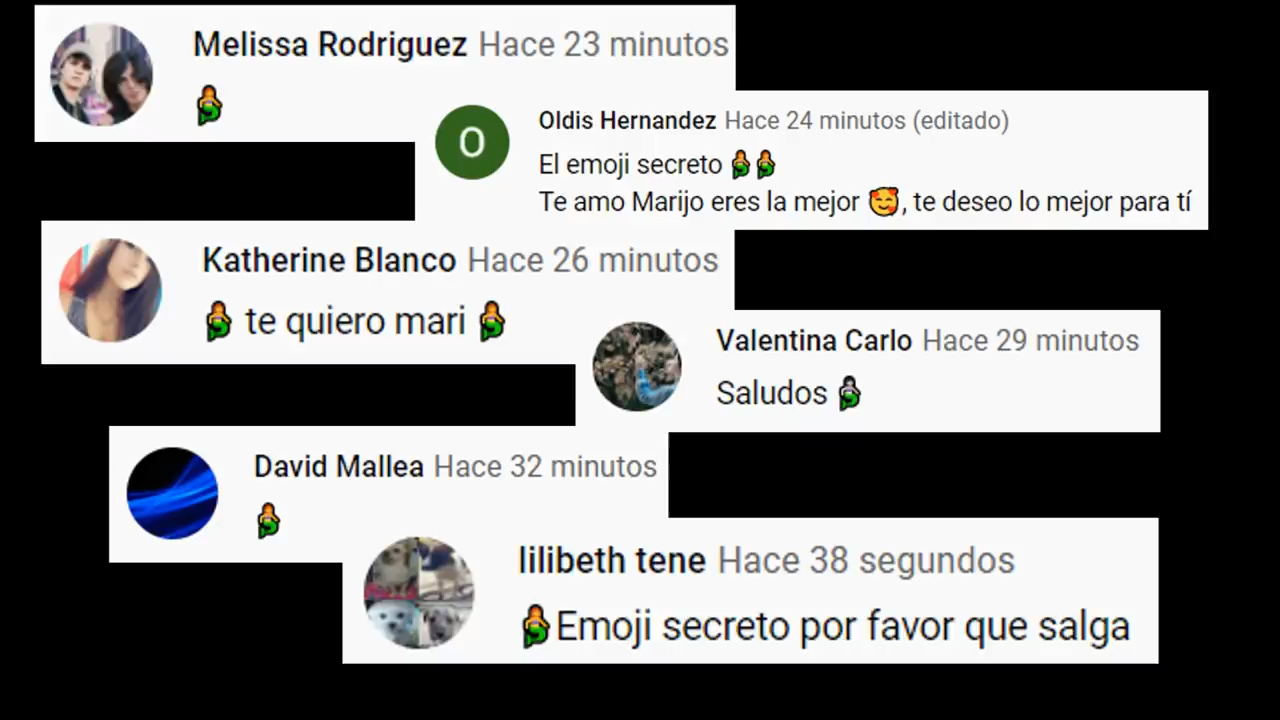 Melissa Rodriguez Hace 23 minutos
🧜‍♀️
O
Oldis Hernandez Hace 24 minutos (editado)
El emoji secreto 🧜‍♀️🧜‍♀️
Te amo Marijo eres la mejor 🥰, te deseo lo mejor para tí
Katherine Blanco Hace 26 minutos
🧜‍♀️ te quiero mari 🧜‍♀️
Valentina Carlo Hace 29 minutos
Saludos 🧜🏻‍♀️
David Mallea Hace 32 minutos
🧜‍♀️
lilibeth tene Hace 38 segundos
🧜‍♀️Emoji secreto por favor que salga